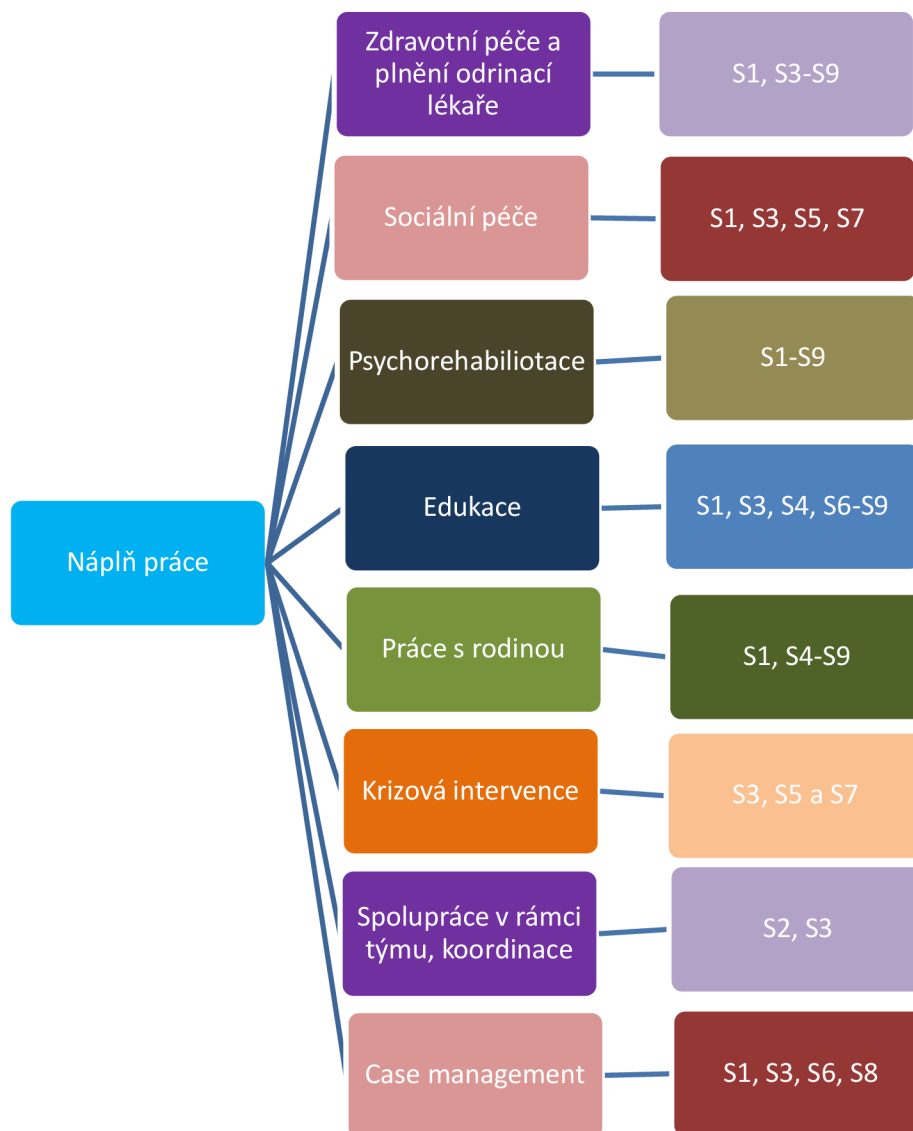 Zdravotní péče a
plnění odrinací
lékaře
S1, S3-S9
Sociální péče
S1, S3, S5, S7
Psychorehabiliotace
S1-S9
Edukace
S1, S3, S4, S6-S9
Náplň práce
Práce s rodinou
S1, S4-S9
Krizová intervence
S3, S5 a S7
Spolupráce v rámci
týmu, koordinace
S2, S3
Case management
S1, S3, S6, S8